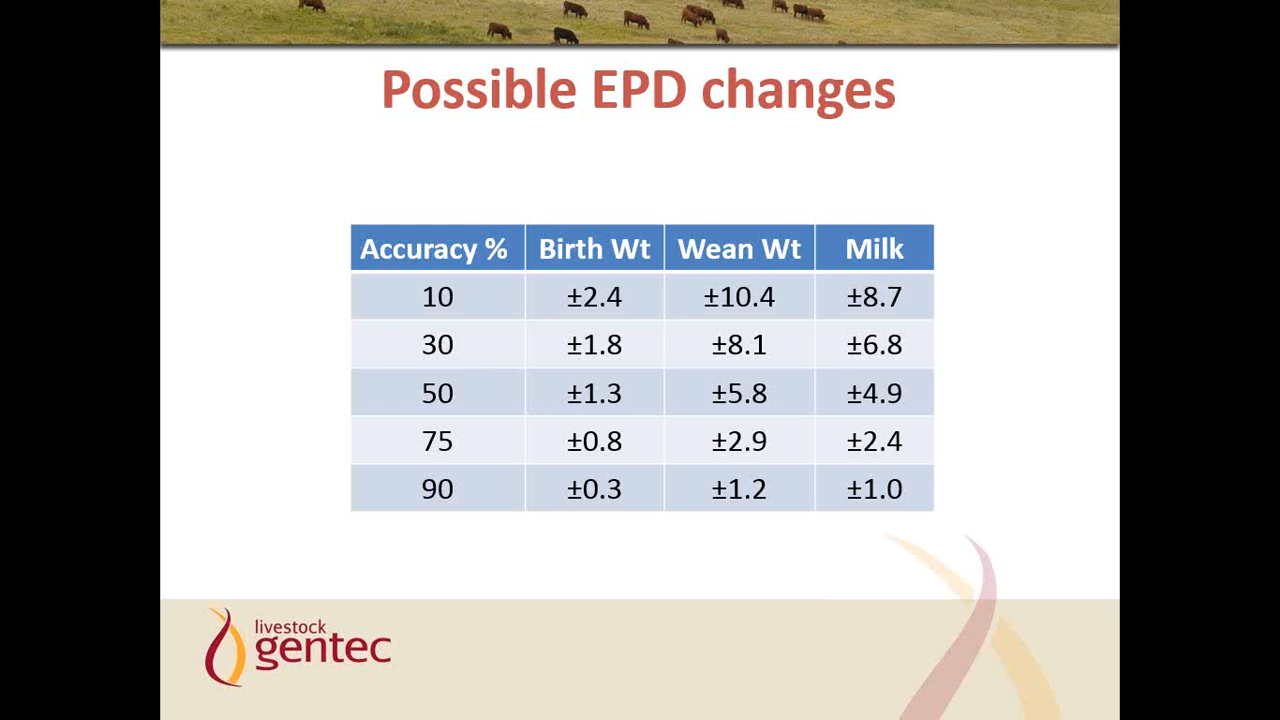 Possible EPD changes
Accuracy % Birth Wt Wean Wt Milk
10 ±2.4 ±10.4 ±8.7
30 ±1.8 ±8.1 ±6.8
50 ±1.3 ±5.8 ±4.9
75 ±0.8 ±2.9 ±2.4
90 ±0.3 ±1.2 ±1.0
livestock
gentec